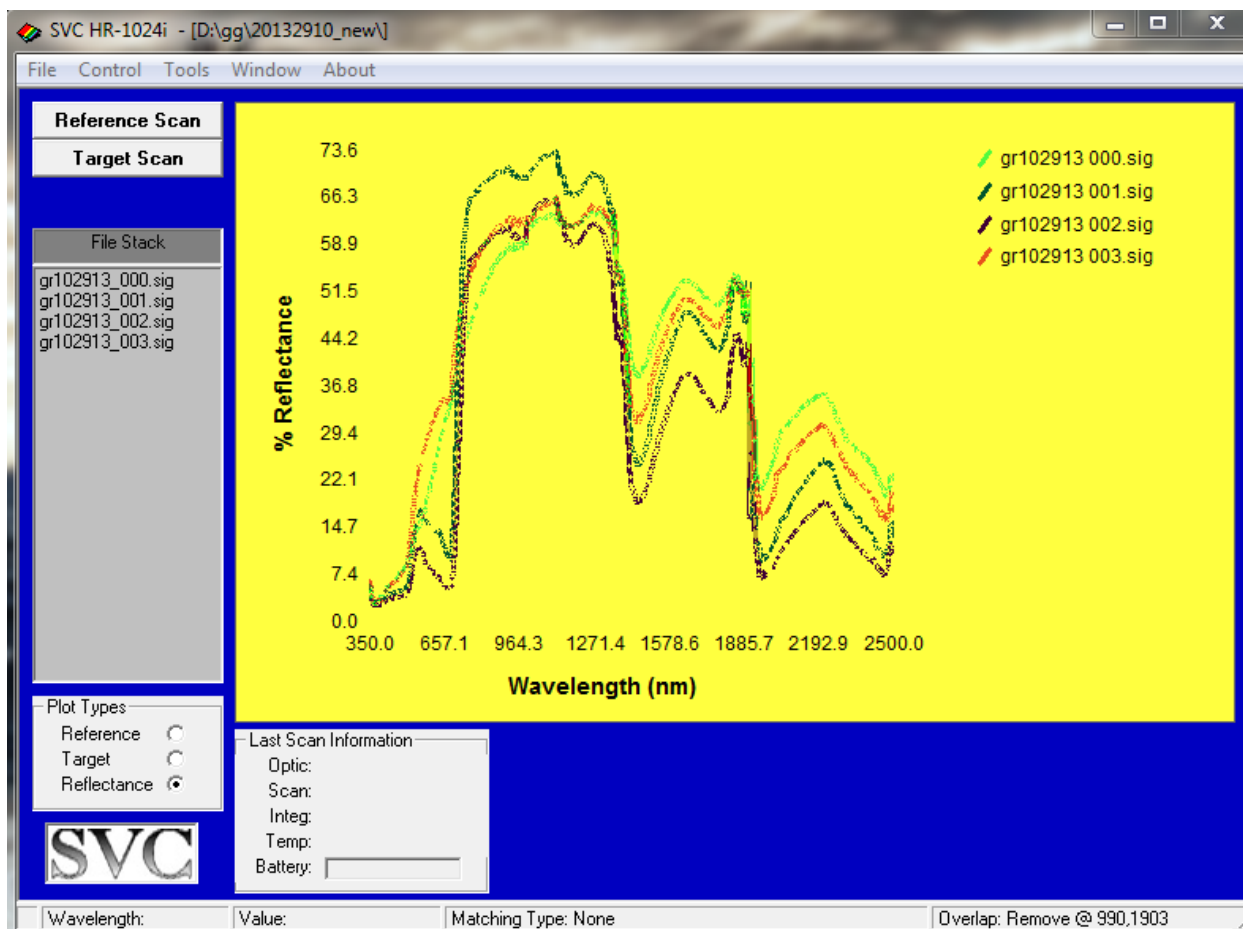 SVC HR-1024i - [D:\gg\20132910_new\]
File Control Tools Window About
Reference Scan
Target Scan
File Stack
gr102913_000.sig
gr102913_001.sig
gr102913_002.sig
gr102913_003.sig
73.6
66.3
58.9
51.5
44.2
36.8
29.4
22.1
14.7
7.4
0.0
% Reflectance
350.0 657.1 964.3 1271.4 1578.6 1885.7 2192.9 2500.0
Wavelength (nm)
gr102913 000.sig
gr102913 001.sig
gr102913 002.sig
gr102913 003.sig
Plot Types
Reference
Target
Reflectance
SVC
Last Scan Information
Optic:
Scan:
Integ:
Temp:
Battery:
Wavelength: Value: Matching Type: None Overlap: Remove @ 990,1903